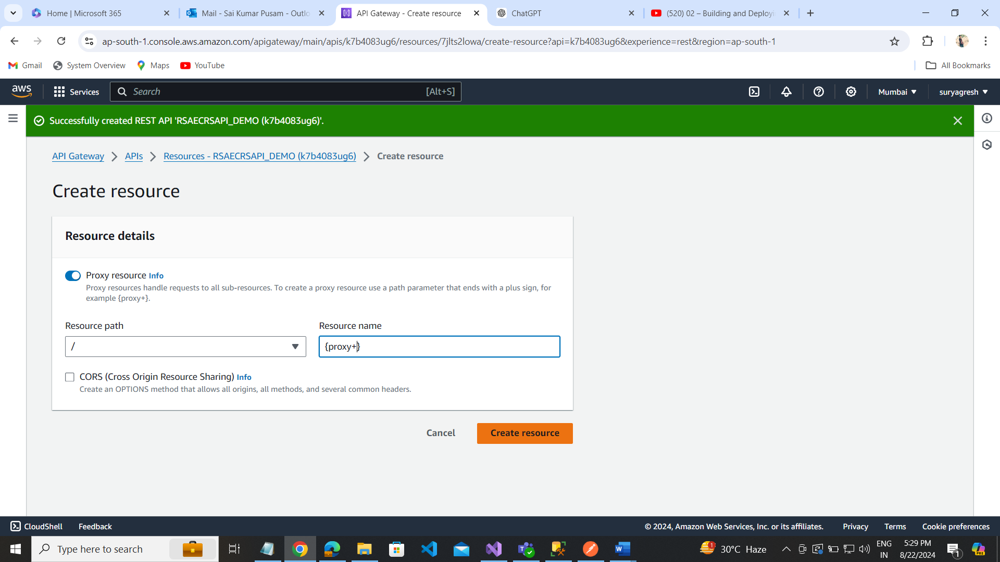 Home | Microsoft 365
Mail - Sai Kumar Pusam - Outlo
API Gateway - Create resource
ChatGPT
(520) 02 – Building and Deployi
ap-south-1.console.aws.amazon.com/apigateway/main/apis/k7b4083ug6/resources/7jlts2lowa/create-resource?api=k7b4083ug6&experience=rest&region=ap-south-1
Gmail
System Overview
Maps
YouTube
All Bookmarks
aws
Services
Search
[Alt+S]
Mumbai
suryagresh
Successfully created REST API 'RSAECRSAPI_DEMO (k7b4083ug6)'.
API Gateway
APIs
Resources - RSAECRSAPI_DEMO (k7b4083ug6)
Create resource
Create resource
Resource details
Proxy resource Info
Proxy resources handle requests to all sub-resources. To create a proxy resource use a path parameter that ends with a plus sign, for
example {proxy+}.
Resource path
Resource name
/
{proxy+}
CORS (Cross Origin Resource Sharing) Info
Create an OPTIONS method that allows all origins, all methods, and several common headers.
Cancel
Create resource
CloudShell
Feedback
© 2024, Amazon Web Services, Inc. or its affiliates.
Privacy
Terms
Cookie preferences
Type here to search
1
30°C Haze
ENG
IN
5:29 PM
8/22/2024
1
PRE